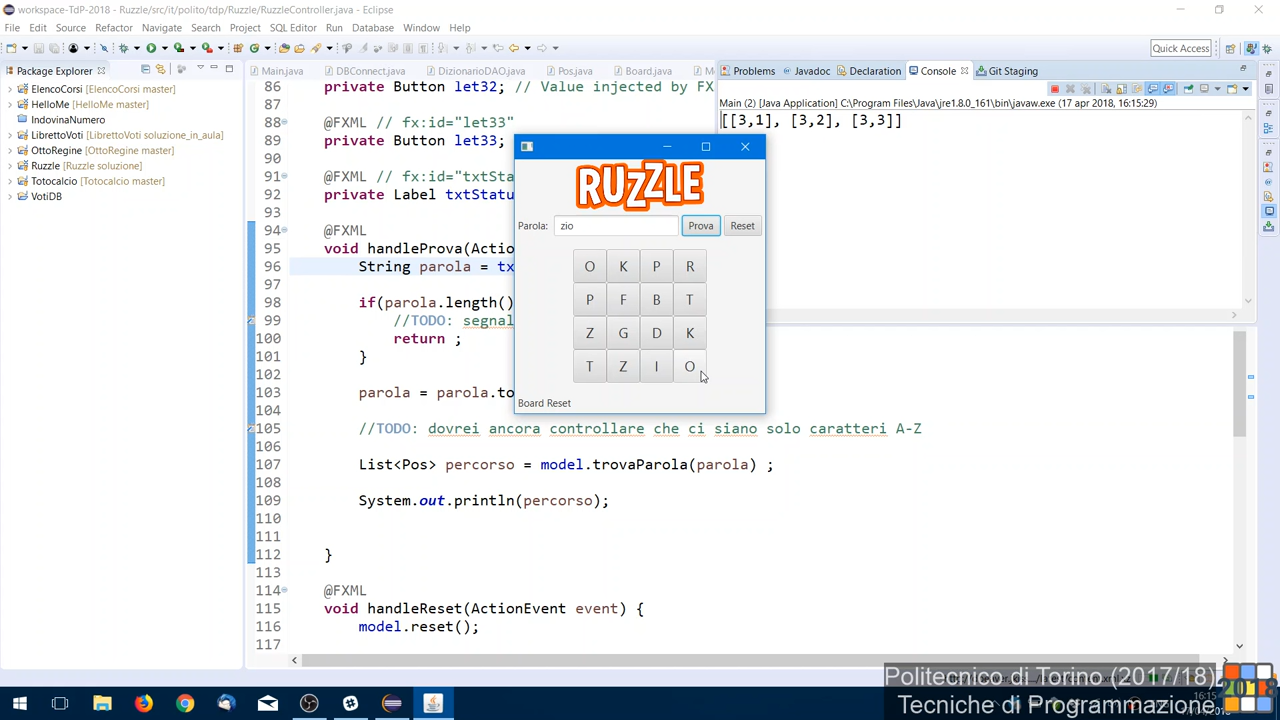 workspace-TdP-2018 - Ruzzle/src/it/polito/tdp/Ruzzle/RuzzleController.java - Eclipse
File Edit Source Refactor Navigate Search Project SQL Editor Run Database Window Help
Quick Access
Package Explorer
ElencoCorsi [ElencoCorsi master]
HelloMe [HelloMe master]
IndovinaNumero
LibrettoVoti [LibrettoVoti soluzione_in_aula]
OttoRegine [OttoRegine master]
Ruzzle [Ruzzle soluzione]
Totocalcio [Totocalcio master]
VotiDB
Main.java DBConnect.java DizionarioDAO.java Pos.java Board.java
86 private Button let32; // Value injected by FX
87
88 @FXML // fx:id="let33"
89 private Button let33;
90
91 @FXML // fx:id="txtSta
92 private Label txtStatu
93
94 @FXML
95 void handleProva(Actio
96 String parola = tx
97
98 if(parola.length()
99 //TODO: segnal
100 return ;
101 }
102
103 parola = parola.to
104
105 //TODO: dovrei ancora controllare che ci siano solo caratteri A-Z
106
107 List<Pos> percorso = model.trovaParola(parola) ;
108
109 System.out.println(percorso);
110
111
112 }
113
114 @FXML
115 void handleReset(ActionEvent event) {
116 model.reset();
117
Problems Javadoc Declaration Console Git Staging
Main (2) [Java Application] C:\Program Files\Java\jre1.8.0_161\bin\javaw.exe (17 apr 2018, 16:15:29)
[[3,1], [3,2], [3,3]]
RUZZLE
Parola: zio Prova Reset
O K P R
P F B T
Z G D K
T Z I O
Board Reset
Politecnico di Torino (2017/18)
Tecniche di Programmazione
2018
16:15